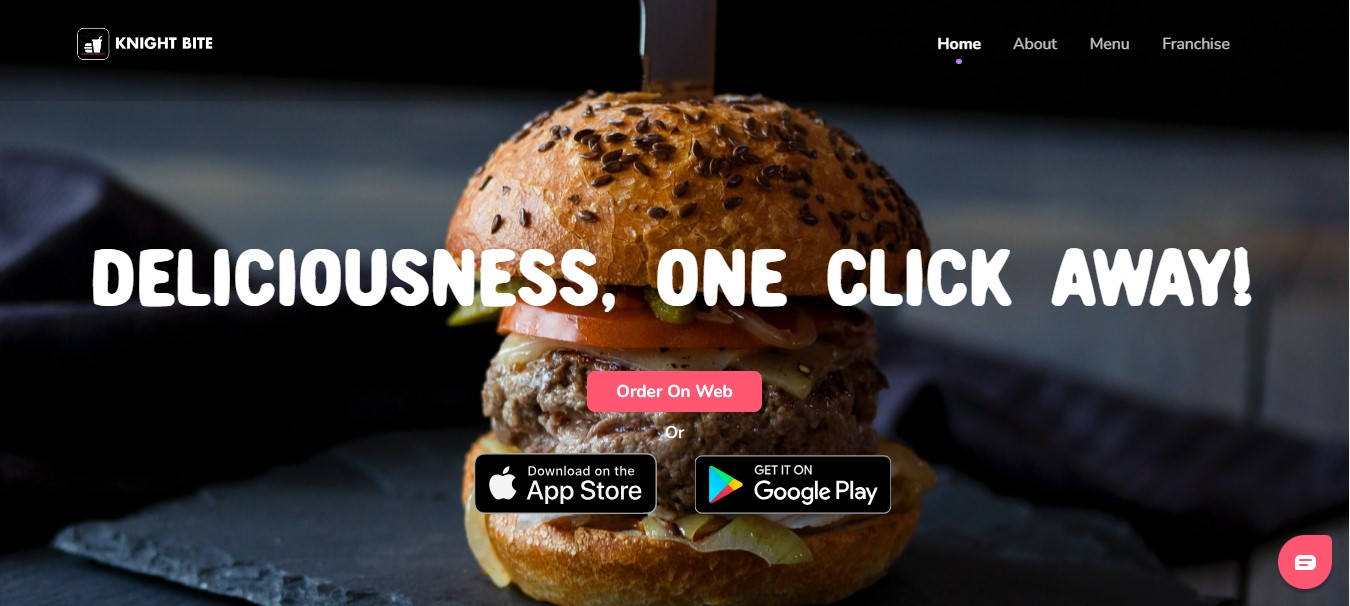 KNIGHT BITE
Home About Menu Franchise
DELICIOUSNESS, ONE CLICK AWAY!
Order On Web
Or
Download on the
App Store
GET IT ON
Google Play